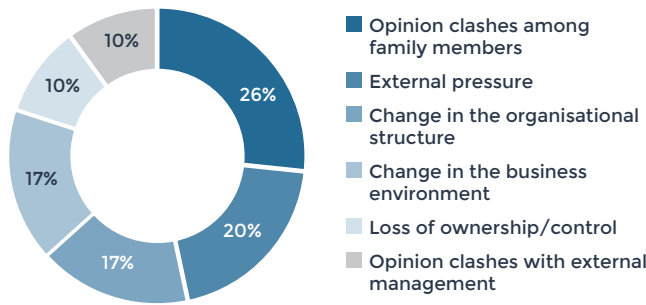 10%
26%
10%
17%
20%
17%
Opinion clashes among
family members
External pressure
Change in the organisational
structure
Change in the business
environment
Loss of ownership/control
Opinion clashes with external
management